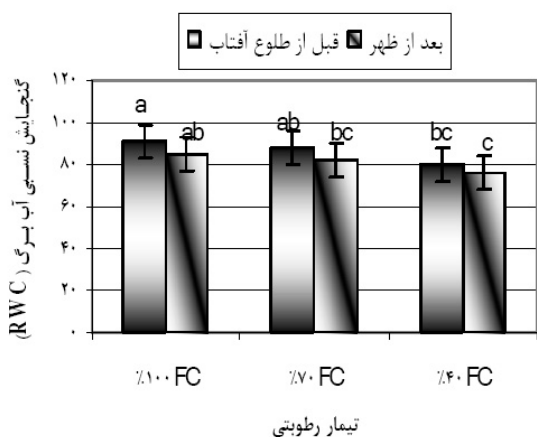 قبل از طلوع آفتاب بعد از ظهر
گنجایش نسبی آب برگ (RWC)
۱۲۰
۱۰۰
۸۰
۶۰
۴۰
۲۰
۰
a ab ab bc bc c
٪۱۰۰ FC ٪۷۰ FC ٪۴۰ FC
تیمار رطوبتی